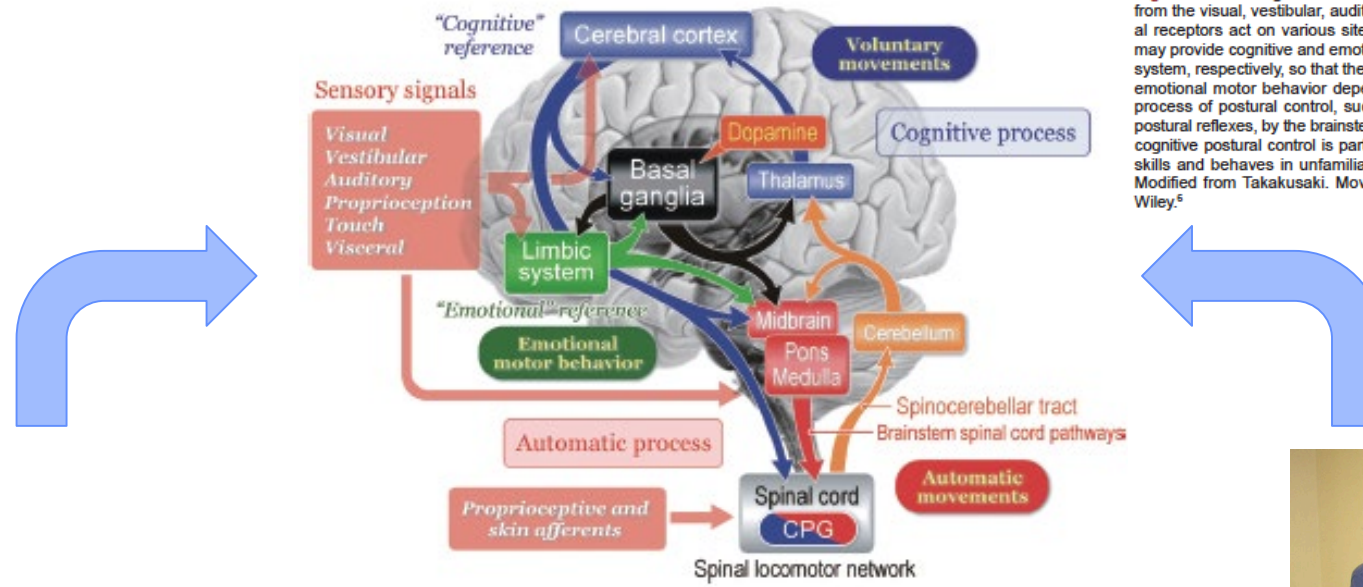 "Cognitive"
reference
Cerebral cortex
Voluntary
movements
Sensory signals
Visual
Vestibular
Auditory
Proprioception
Touch
Visceral
Dopamine
Cognitive process
Basal
ganglia
Thalamus
Limbic
system
"Emotional" reference
Emotional
motor behavior
Midbrain
Pons
Medulla
Cerebellum
Spinocerebellar tract
Brainstem spinal cord pathways
Automatic process
Automatic
movements
Proprioceptive and
skin afferents
Spinal cord
CPG
Spinal locomotor network
from the visual, vestibular, audit
al receptors act on various site
may provide cognitive and emot
system, respectively, so that the
emotional motor behavior depe
process of postural control, suc
postural reflexes, by the brainste
cognitive postural control is part
skills and behaves in unfamilia
Modified from Takakusaki. Mov
Wiley.⁶